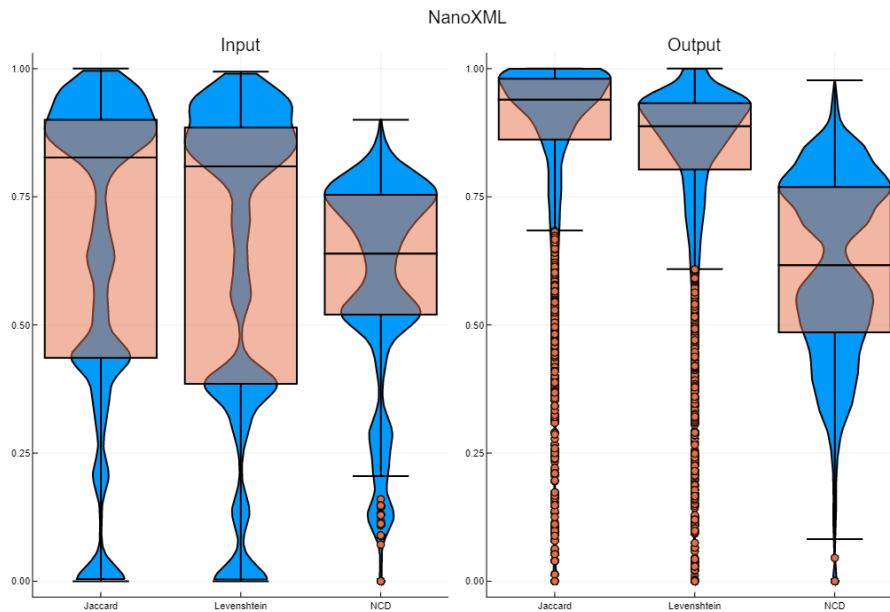 NanoXML
Input
Output
1.00
0.75
0.50
0.25
0.00
Jaccard
Levenshtein
NCD
1.00
0.75
0.50
0.25
0.00
Jaccard
Levenshtein
NCD